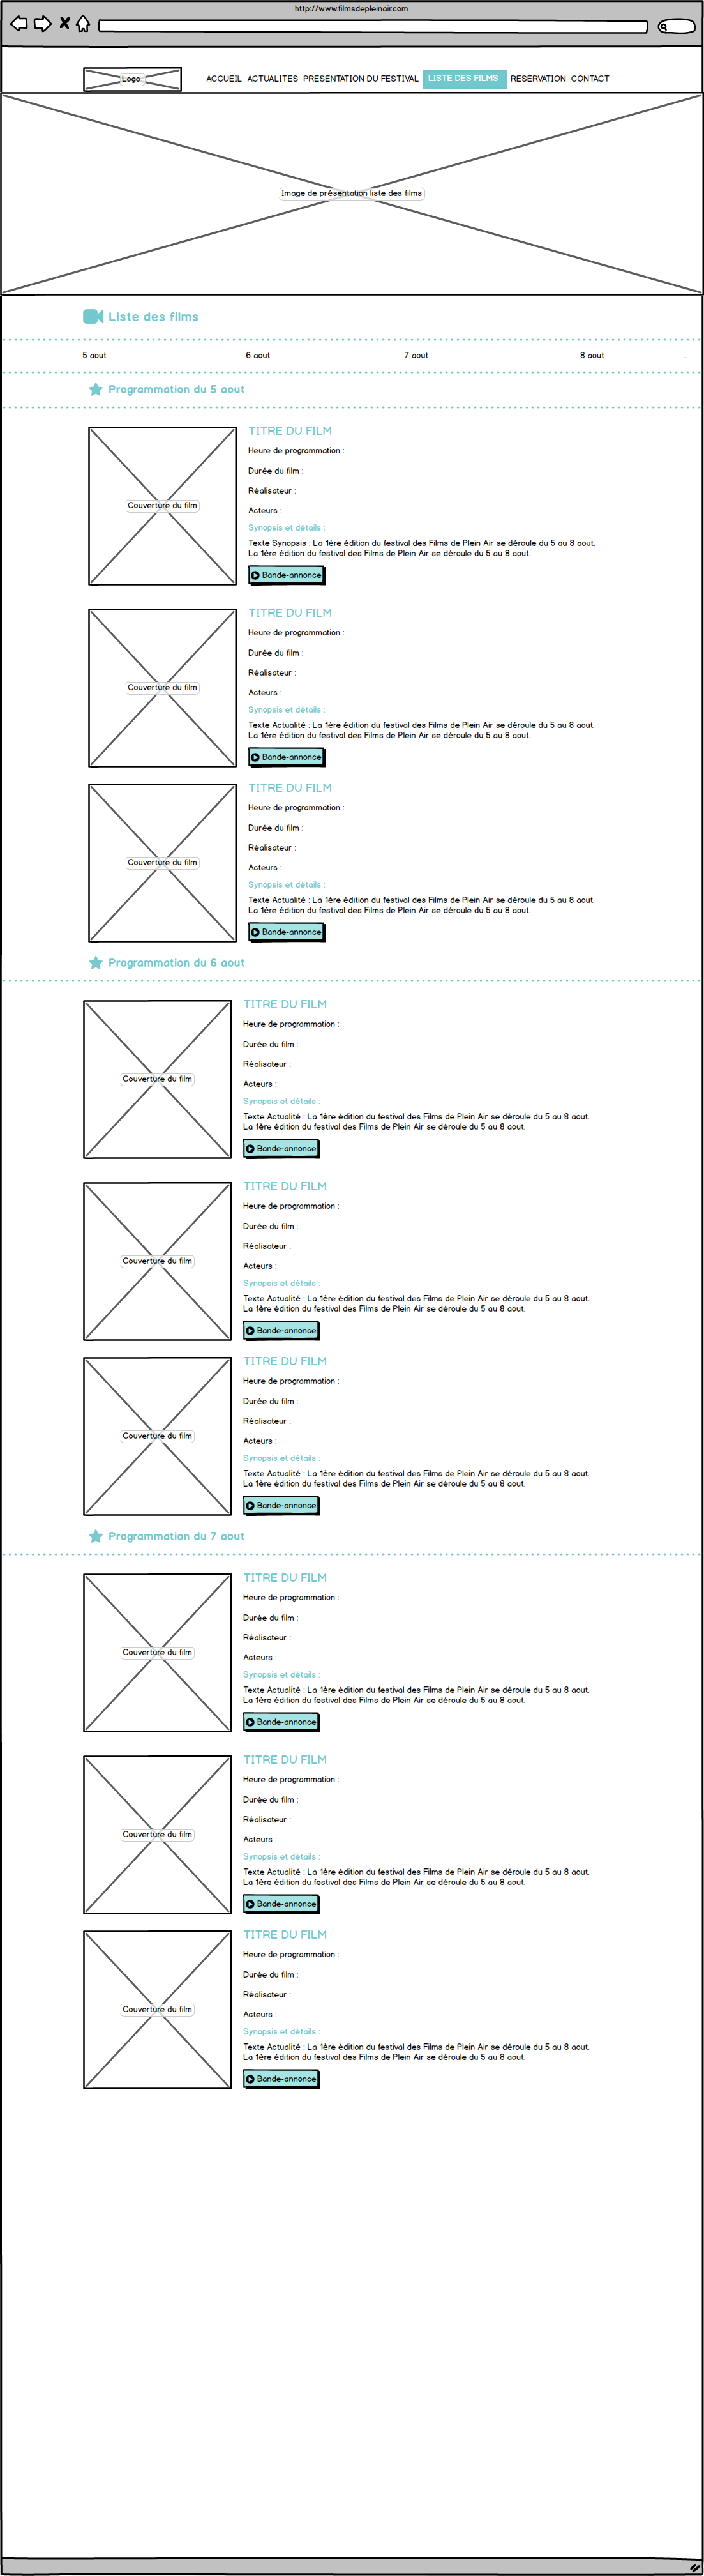 http://www.filmsdepleinair.com
Logo
ACCUEIL ACTUALITES PRESENTATION DU FESTIVAL LISTE DES FILMS RESERVATION CONTACT
Image de présentation liste des films
Liste des films
5 aout 6 aout 7 aout 8 aout ...
Programmation du 5 aout
Couverture du film
TITRE DU FILM
Heure de programmation :
Durée du film :
Réalisateur :
Acteurs :
Synopsis et détails :
Texte Synopsis : La 1ère édition du festival des Films de Plein Air se déroule du 5 au 8 aout.
La 1ère édition du festival des Films de Plein Air se déroule du 5 au 8 aout.
Bande-annonce
Couverture du film
TITRE DU FILM
Heure de programmation :
Durée du film :
Réalisateur :
Acteurs :
Synopsis et détails :
Texte Actualité : La 1ère édition du festival des Films de Plein Air se déroule du 5 au 8 aout.
La 1ère édition du festival des Films de Plein Air se déroule du 5 au 8 aout.
Bande-annonce
Couverture du film
TITRE DU FILM
Heure de programmation :
Durée du film :
Réalisateur :
Acteurs :
Synopsis et détails :
Texte Actualité : La 1ère édition du festival des Films de Plein Air se déroule du 5 au 8 aout.
La 1ère édition du festival des Films de Plein Air se déroule du 5 au 8 aout.
Bande-annonce
Programmation du 6 aout
Couverture du film
TITRE DU FILM
Heure de programmation :
Durée du film :
Réalisateur :
Acteurs :
Synopsis et détails :
Texte Actualité : La 1ère édition du festival des Films de Plein Air se déroule du 5 au 8 aout.
La 1ère édition du festival des Films de Plein Air se déroule du 5 au 8 aout.
Bande-annonce
Couverture du film
TITRE DU FILM
Heure de programmation :
Durée du film :
Réalisateur :
Acteurs :
Synopsis et détails :
Texte Actualité : La 1ère édition du festival des Films de Plein Air se déroule du 5 au 8 aout.
La 1ère édition du festival des Films de Plein Air se déroule du 5 au 8 aout.
Bande-annonce
Couverture du film
TITRE DU FILM
Heure de programmation :
Durée du film :
Réalisateur :
Acteurs :
Synopsis et détails :
Texte Actualité : La 1ère édition du festival des Films de Plein Air se déroule du 5 au 8 aout.
La 1ère édition du festival des Films de Plein Air se déroule du 5 au 8 aout.
Bande-annonce
Programmation du 7 aout
Couverture du film
TITRE DU FILM
Heure de programmation :
Durée du film :
Réalisateur :
Acteurs :
Synopsis et détails :
Texte Actualité : La 1ère édition du festival des Films de Plein Air se déroule du 5 au 8 aout.
La 1ère édition du festival des Films de Plein Air se déroule du 5 au 8 aout.
Bande-annonce
Couverture du film
TITRE DU FILM
Heure de programmation :
Durée du film :
Réalisateur :
Acteurs :
Synopsis et détails :
Texte Actualité : La 1ère édition du festival des Films de Plein Air se déroule du 5 au 8 aout.
La 1ère édition du festival des Films de Plein Air se déroule du 5 au 8 aout.
Bande-annonce
Couverture du film
TITRE DU FILM
Heure de programmation :
Durée du film :
Réalisateur :
Acteurs :
Synopsis et détails :
Texte Actualité : La 1ère édition du festival des Films de Plein Air se déroule du 5 au 8 aout.
La 1ère édition du festival des Films de Plein Air se déroule du 5 au 8 aout.
Bande-annonce